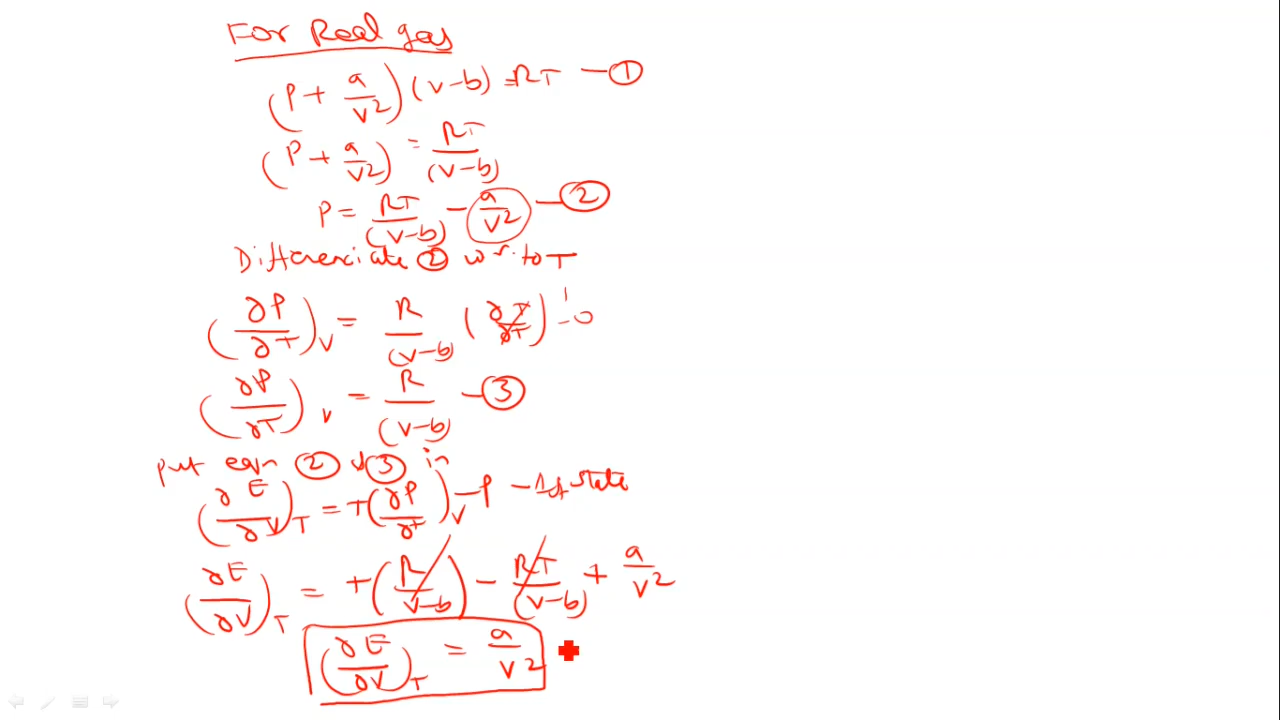 For Real gas
(P + a/V2) (V-b) = RT — ①
(P + a/V2) = RT/(V-b)
P = RT/(V-b) - a/V2 — ②
Differenciate ② w.r.to T
(∂P/∂T)V = R/(V-b) (∂T/∂T) 1 - 0
(∂P/∂T)V = R/(V-b) — ③
Put eqn ② & ③ in
(∂E/∂V)T = T(∂P/∂T)V - P - 1st state
(∂E/∂V)T = T(R/V-b) - RT/(V-b) + a/V2
(∂E/∂V)T = a/V2